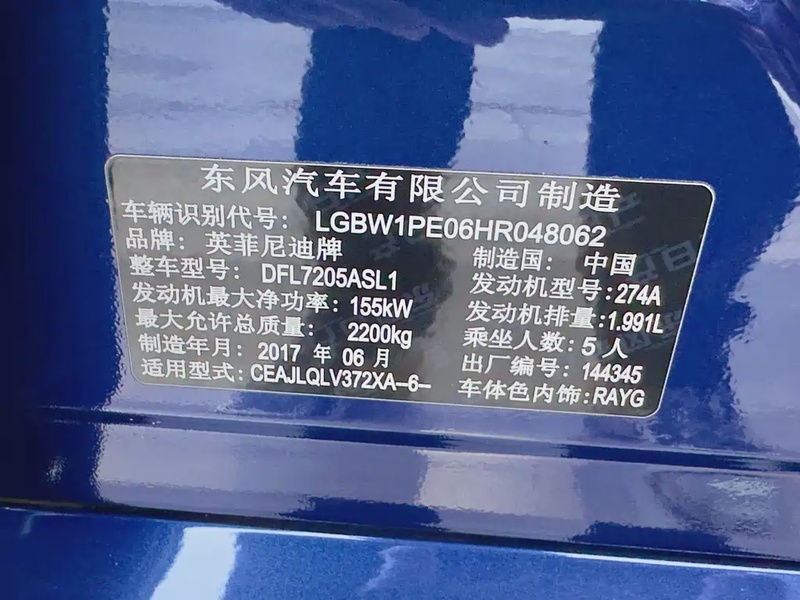 东风汽车有限公司制造
车辆识别代号: LGBW1PE06HR048062
品牌: 英菲尼迪牌 制造国: 中国
整车型号: DFL7205ASL1 发动机型号:274A
发动机最大净功率: 155kW 发动机排量:1.991L
最大允许总质量: 2200kg 乘坐人数: 5 人
制造年月: 2017 年 06 月 出厂编号: 144345
适用型式: CEAJLQLV372XA-6- 车体色内饰:RAYG